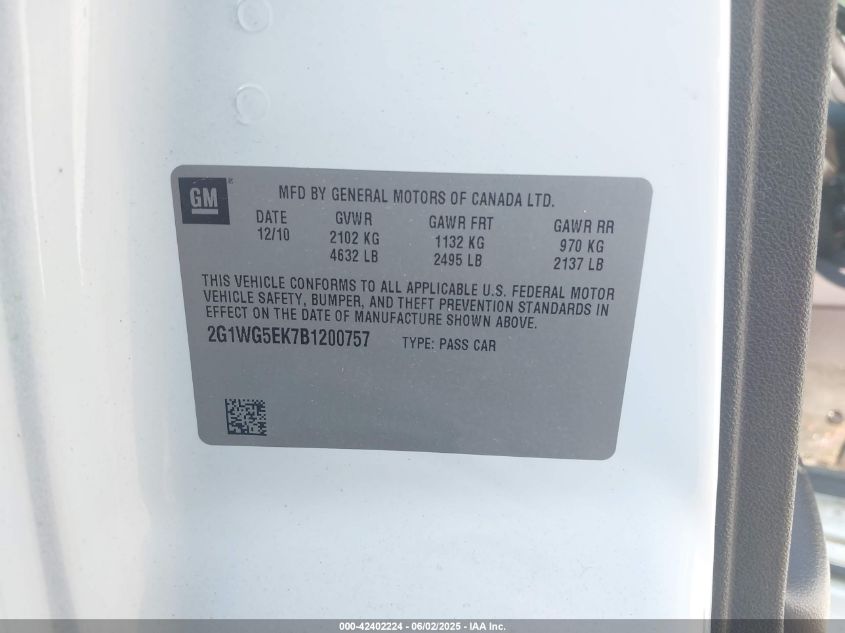 GM®
MFD BY GENERAL MOTORS OF CANADA LTD.
DATE GVWR GAWR FRT GAWR RR
12/10 2102 KG 1132 KG 970 KG
4632 LB 2495 LB 2137 LB
THIS VEHICLE CONFORMS TO ALL APPLICABLE U.S. FEDERAL MOTOR
VEHICLE SAFETY, BUMPER, AND THEFT PREVENTION STANDARDS IN
EFFECT ON THE DATE OF MANUFACTURE SHOWN ABOVE.
2G1WG5EK7B1200757 TYPE: PASS CAR
000-42402224 - 06/02/2025 - IAA Inc.